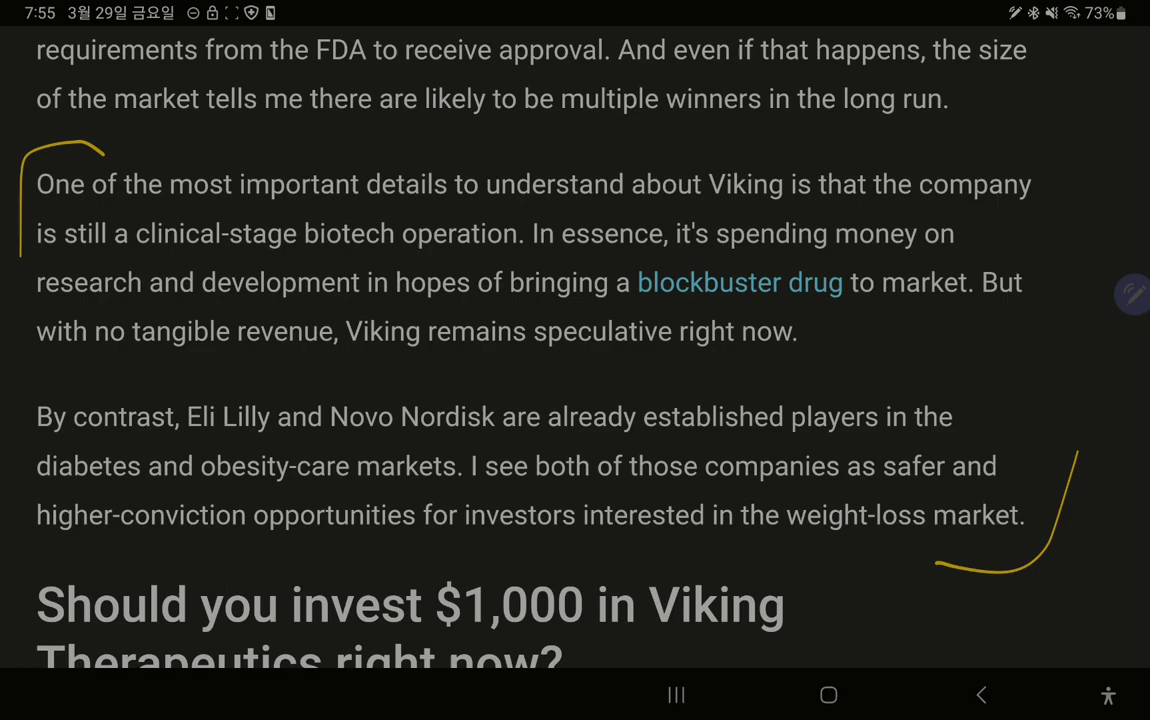 7:55 3월 29일 금요일
73%
requirements from the FDA to receive approval. And even if that happens, the size
of the market tells me there are likely to be multiple winners in the long run.
One of the most important details to understand about Viking is that the company
is still a clinical-stage biotech operation. In essence, it's spending money on
research and development in hopes of bringing a blockbuster drug to market. But
with no tangible revenue, Viking remains speculative right now.
By contrast, Eli Lilly and Novo Nordisk are already established players in the
diabetes and obesity-care markets. I see both of those companies as safer and
higher-conviction opportunities for investors interested in the weight-loss market.
Should you invest $1,000 in Viking
Therapeutics right now?